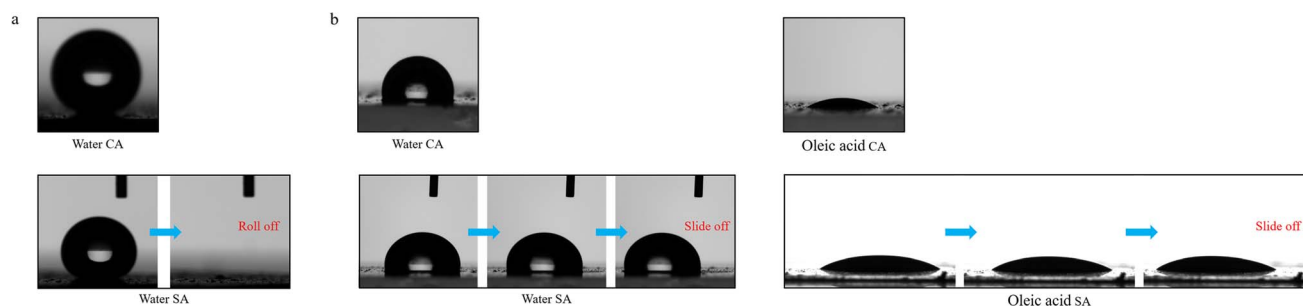 a
b
Water CA
Water CA
Oleic acid CA
Roll off
Slide off
Slide off
Water SA
Water SA
Oleic acid SA